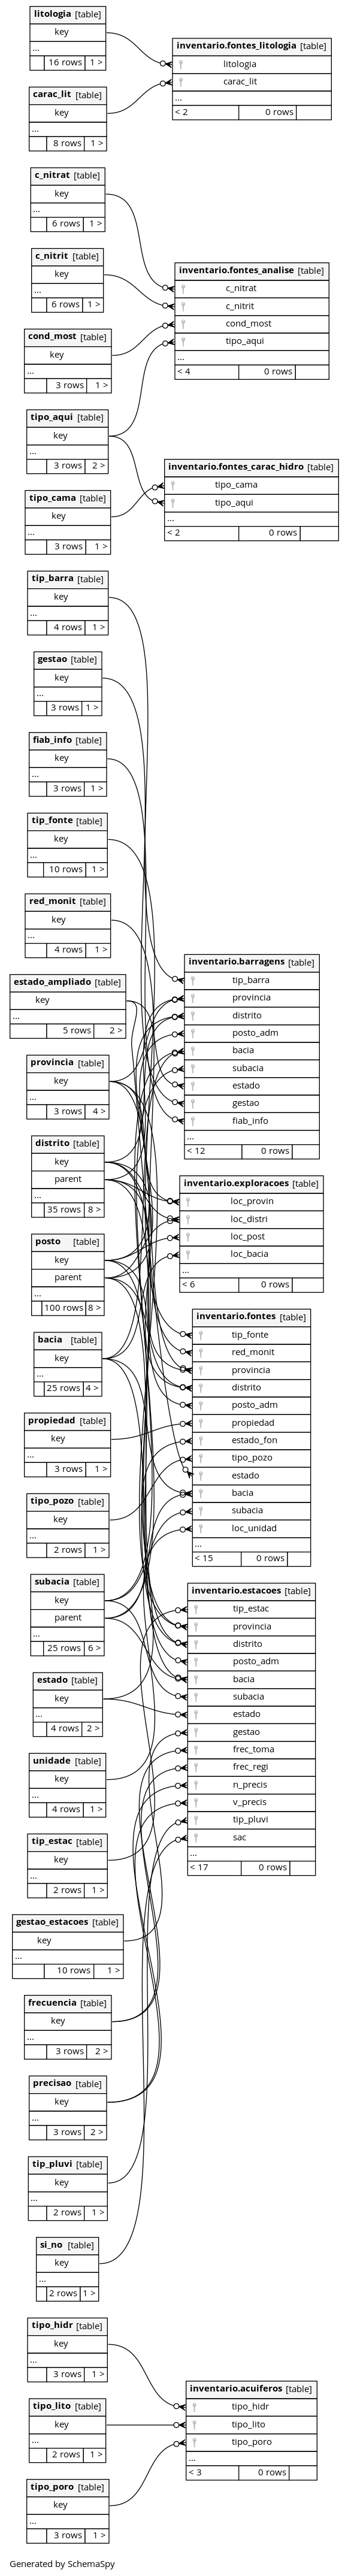 litologia [table]
key
...
16 rows 1 >
carac_lit [table]
key
...
8 rows 1 >
c_nitrat [table]
key
...
6 rows 1 >
c_nitrit [table]
key
...
6 rows 1 >
cond_most [table]
key
...
3 rows 1 >
tipo_aqui [table]
key
...
3 rows 2 >
tipo_cama [table]
key
...
3 rows 1 >
tip_barra [table]
key
...
4 rows 1 >
gestao [table]
key
...
3 rows 1 >
fiab_info [table]
key
...
3 rows 1 >
tip_fonte [table]
key
...
10 rows 1 >
red_monit [table]
key
...
4 rows 1 >
estado_ampliado [table]
key
...
5 rows 2 >
provincia [table]
key
...
3 rows 4 >
distrito [table]
key
parent
...
35 rows 8 >
posto [table]
key
parent
...
100 rows 8 >
bacia [table]
key
...
25 rows 4 >
propiedad [table]
key
...
3 rows 1 >
tipo_pozo [table]
key
...
2 rows 1 >
subacia [table]
key
parent
...
25 rows 6 >
estado [table]
key
...
4 rows 2 >
unidade [table]
key
...
4 rows 1 >
tip_estac [table]
key
...
2 rows 1 >
gestao_estacoes [table]
key
...
10 rows 1 >
frecuencia [table]
key
...
3 rows 2 >
precisao [table]
key
...
3 rows 2 >
tip_pluvi [table]
key
...
2 rows 1 >
si_no [table]
key
...
2 rows 1 >
tipo_hidr [table]
key
...
3 rows 1 >
tipo_lito [table]
key
...
2 rows 1 >
tipo_poro [table]
key
...
3 rows 1 >
inventario.fontes_litologia [table]
litologia
carac_lit
...
< 2 0 rows
inventario.fontes_analise [table]
c_nitrat
c_nitrit
cond_most
tipo_aqui
...
< 4 0 rows
inventario.fontes_carac_hidro [table]
tipo_cama
tipo_aqui
...
< 2 0 rows
inventario.barragens [table]
tip_barra
provincia
distrito
posto_adm
bacia
subacia
estado
gestao
fiab_info
...
< 12 0 rows
inventario.exploracoes [table]
loc_provin
loc_distri
loc_post
loc_bacia
...
< 6 0 rows
inventario.fontes [table]
tip_fonte
red_monit
provincia
distrito
posto_adm
propiedad
estado_fon
tipo_pozo
estado
bacia
subacia
loc_unidad
...
< 15 0 rows
inventario.estacoes [table]
tip_estac
provincia
distrito
posto_adm
bacia
subacia
estado
gestao
frec_toma
frec_regi
n_precis
v_precis
tip_pluvi
sac
...
< 17 0 rows
inventario.acuiferos [table]
tipo_hidr
tipo_lito
tipo_poro
...
< 3 0 rows
Generated by SchemaSpy